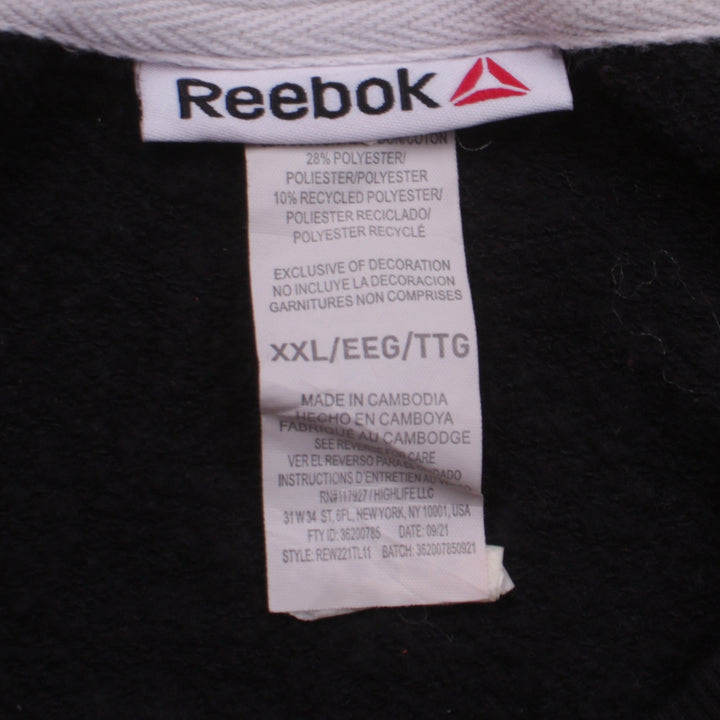 Reebok
28% POLYESTER/
POLIESTER/POLYESTER
10% RECYCLED POLYESTER/
POLIESTER RECICLADO/
POLYESTER RECYCLÉ
EXCLUSIVE OF DECORATION
NO INCLUYE LA DECORACION
GARNITURES NON COMPRISES
XXL/EEG/TTG
MADE IN CAMBODIA
HECHO EN CAMBOYA
FABRIQUÉ AU CAMBODGE
SEE REVERSE FOR CARE
VER EL REVERSO PARA EL
INSTRUCTIONS D'ENTRETIEN AU
RN#117927 / HIGHLIFE LLC
31 W 34 ST, 6FL, NEW YORK, NY 10001, USA
FTY ID: 36200785 DATE: 09/21
STYLE: REW221TL11 BATCH: 362007850921